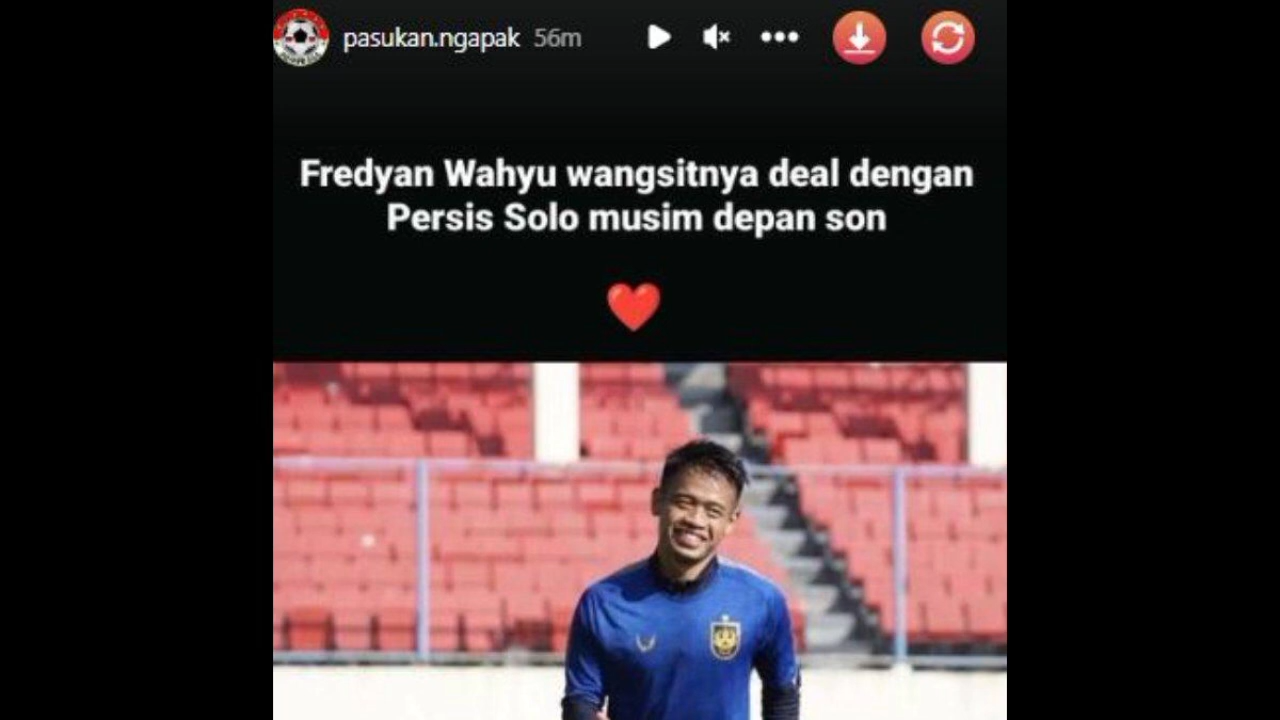 pasukan.ngapak 56m
Fredyan Wahyu wangsitnya deal dengan
Persis Solo musim depan son